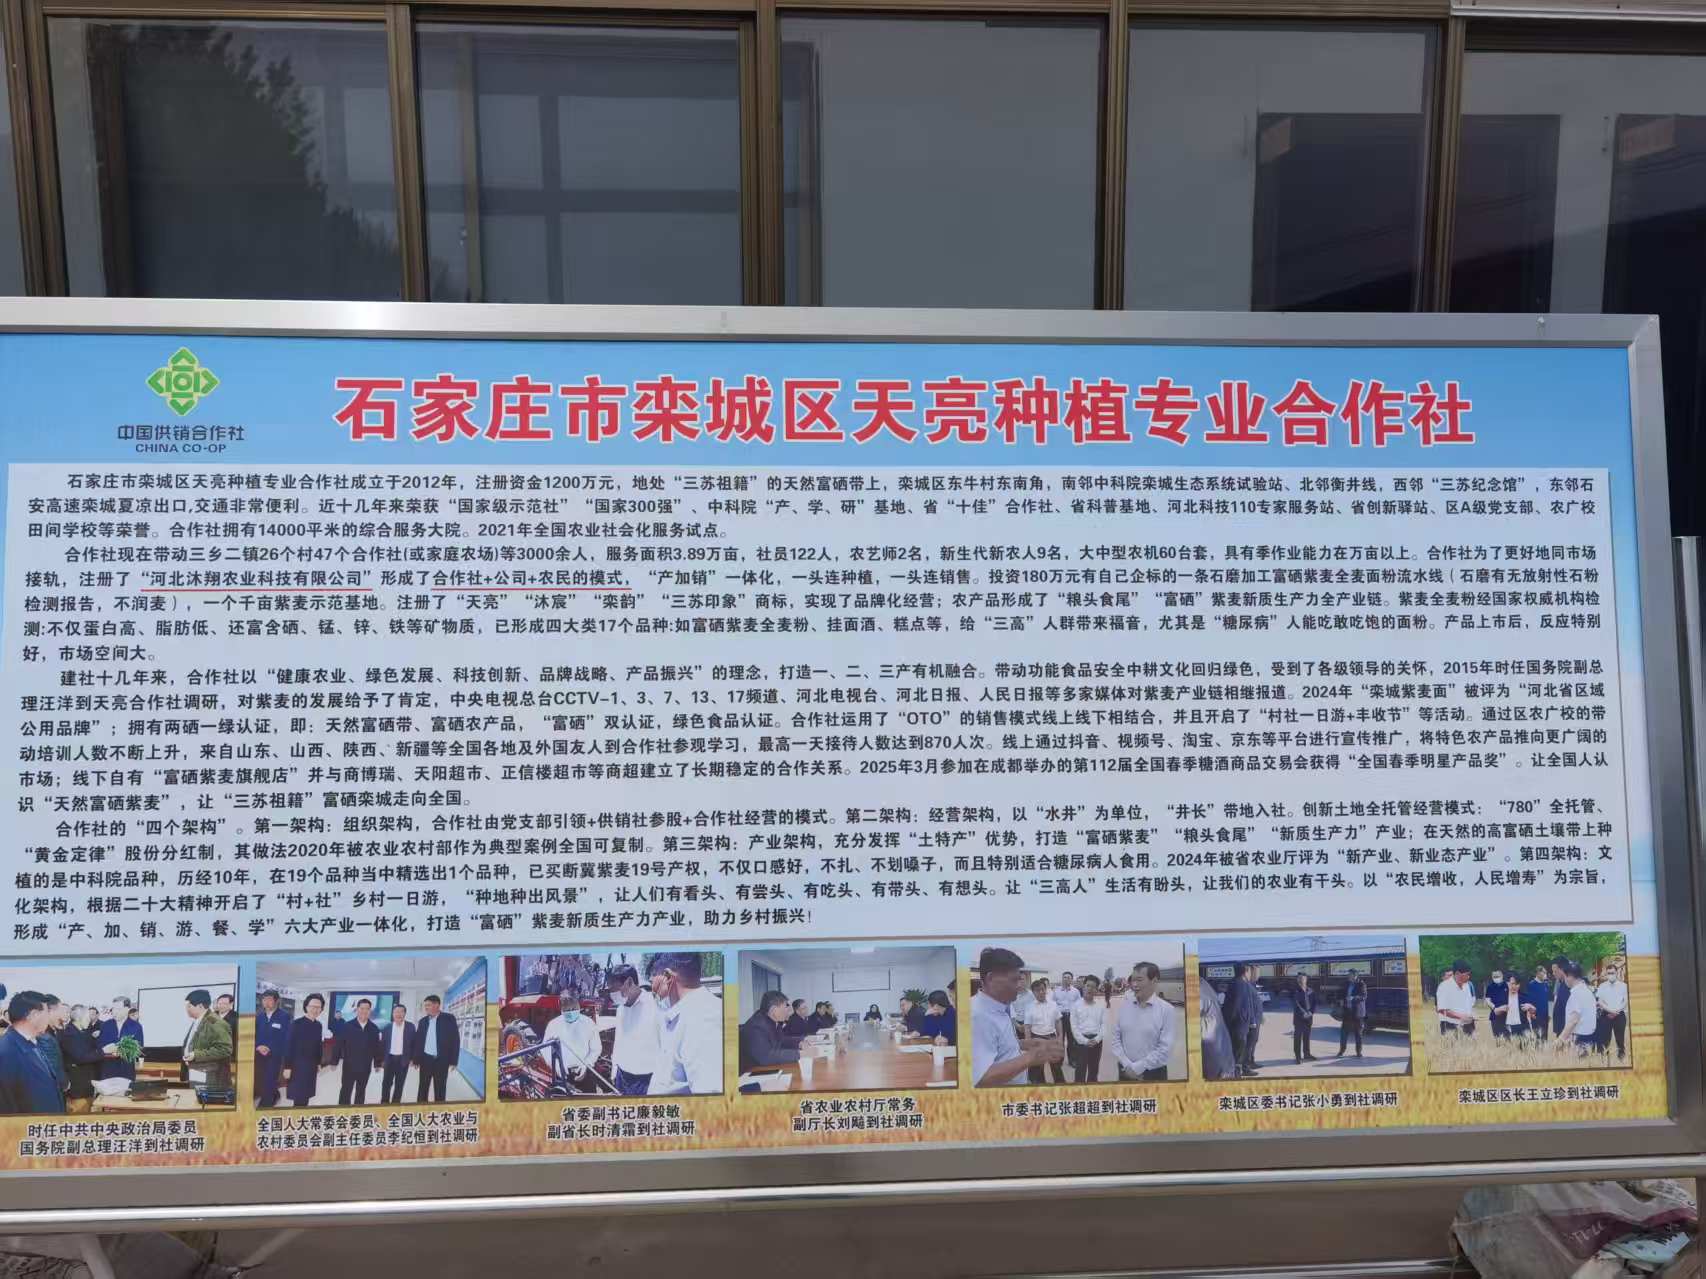 中国供销合作社
CHINA CO-OP
石家庄市栾城区天亮种植专业合作社
石家庄市栾城区天亮种植专业合作社成立于2012年，注册资金1200万元，地处“三苏祖籍”的天然富硒带上，栾城区东牛村东南角，南邻中科院栾城生态系统试验站、北邻衡井线，西邻“三苏纪念馆”，东邻石
安高速栾城夏凉出口,交通非常便利。近十几年来荣获“国家级示范社”“国家300强”、中科院“产、学、研”基地、省“十佳”合作社、省科普基地、河北科技110专家服务站、省创新驿站、区A级党支部、农广校
田间学校等荣誉。合作社拥有14000平米的综合服务大院。2021年全国农业社会化服务试点。
合作社现在带动三乡二镇26个村47个合作社(或家庭农场)等3000余人，服务面积3.89万亩，社员122人，农艺师2名，新生代新农人9名，大中型农机60台套，具有季作业能力在万亩以上。合作社为了更好地同市场
接轨，注册了“河北沐翔农业科技有限公司”形成了合作社+公司+农民的模式，“产加销”一体化，一头连种植，一头连销售。投资180万元有自己企标的一条石磨加工富硒紫麦全麦面粉流水线（石磨有无放射性石粉
检测报告，不润麦），一个千亩紫麦示范基地。注册了“天亮”“沐宸”“栾韵”“三苏印象”商标，实现了品牌化经营；农产品形成了“粮头食尾”“富硒”紫麦新质生产力全产业链。紫麦全麦粉经国家权威机构检
测:不仅蛋白高、脂肪低、还富含硒、锰、锌、铁等矿物质，已形成四大类17个品种:如富硒紫麦全麦粉、挂面酒、糕点等，给“三高”人群带来福音，尤其是“糖尿病”人能吃敢吃饱的面粉。产品上市后，反应特别
好，市场空间大。
建社十几年来，合作社以“健康农业、绿色发展、科技创新、品牌战略、产品振兴”的理念，打造一、二、三产有机融合。带动功能食品安全中耕文化回归绿色，受到了各级领导的关怀，2015年时任国务院副总
理汪洋到天亮合作社调研，对紫麦的发展给予了肯定，中央电视总台CCTV-1、3、7、13、17频道、河北电视台、河北日报、人民日报等多家媒体对紫麦产业链相继报道。2024年“栾城紫麦面”被评为“河北省区域
公用品牌”；拥有两硒一绿认证，即：天然富硒带、富硒农产品，“富硒”双认证，绿色食品认证。合作社运用了“OTO”的销售模式线上线下相结合，并且开启了“村社一日游+丰收节”等活动。通过区农广校的带
动培训人数不断上升，来自山东、山西、陕西、新疆等全国各地及外国友人到合作社参观学习，最高一天接待人数达到870人次。线上通过抖音、视频号、淘宝、京东等平台进行宣传推广，将特色农产品推向更广阔的
市场；线下自有“富硒紫麦旗舰店”并与商博瑞、天阳超市、正信楼超市等商超建立了长期稳定的合作关系。2025年3月参加在成都举办的第112届全国春季糖酒商品交易会获得“全国春季明星产品奖”。让全国人认
识“天然富硒紫麦”，让“三苏祖籍”富硒栾城走向全国。
合作社的“四个架构”。第一架构：组织架构，合作社由党支部引领+供销社参股+合作社经营的模式。第二架构：经营架构，以“水井”为单位，“井长”带地入社。创新土地全托管经营模式：“780”全托管、
“黄金定律”股份分红制，其做法2020年被农业农村部作为典型案例全国可复制。第三架构：产业架构，充分发挥“土特产”优势，打造“富硒紫麦”“粮头食尾”“新质生产力”产业；在天然的高富硒土壤带上种
植的是中科院品种，历经10年，在19个品种当中精选出1个品种，已买断冀紫麦19号产权，不仅口感好，不扎、不划嗓子，而且特别适合糖尿病人食用。2024年被省农业厅评为“新产业、新业态产业”。第四架构：文
化架构，根据二十大精神开启了“村+社”乡村一日游，“种地种出风景”，让人们有看头、有尝头、有吃头、有带头、有想头。让“三高人”生活有盼头，让我们的农业有干头。以“农民增收，人民增寿”为宗旨，
形成“产、加、销、游、餐、学”六大产业一体化，打造“富硒”紫麦新质生产力产业，助力乡村振兴！
时任中共中央政治局委员
国务院副总理汪洋到社调研
全国人大常委会委员、全国人大农业与
农村委员会副主任委员李纪恒到社调研
省委副书记廉毅敏
副省长时清霜到社调研
省农业农村厅常务
副厅长刘飚到社调研
市委书记张超超到社调研
栾城区委书记张小勇到社调研
栾城区区长王立珍到社调研